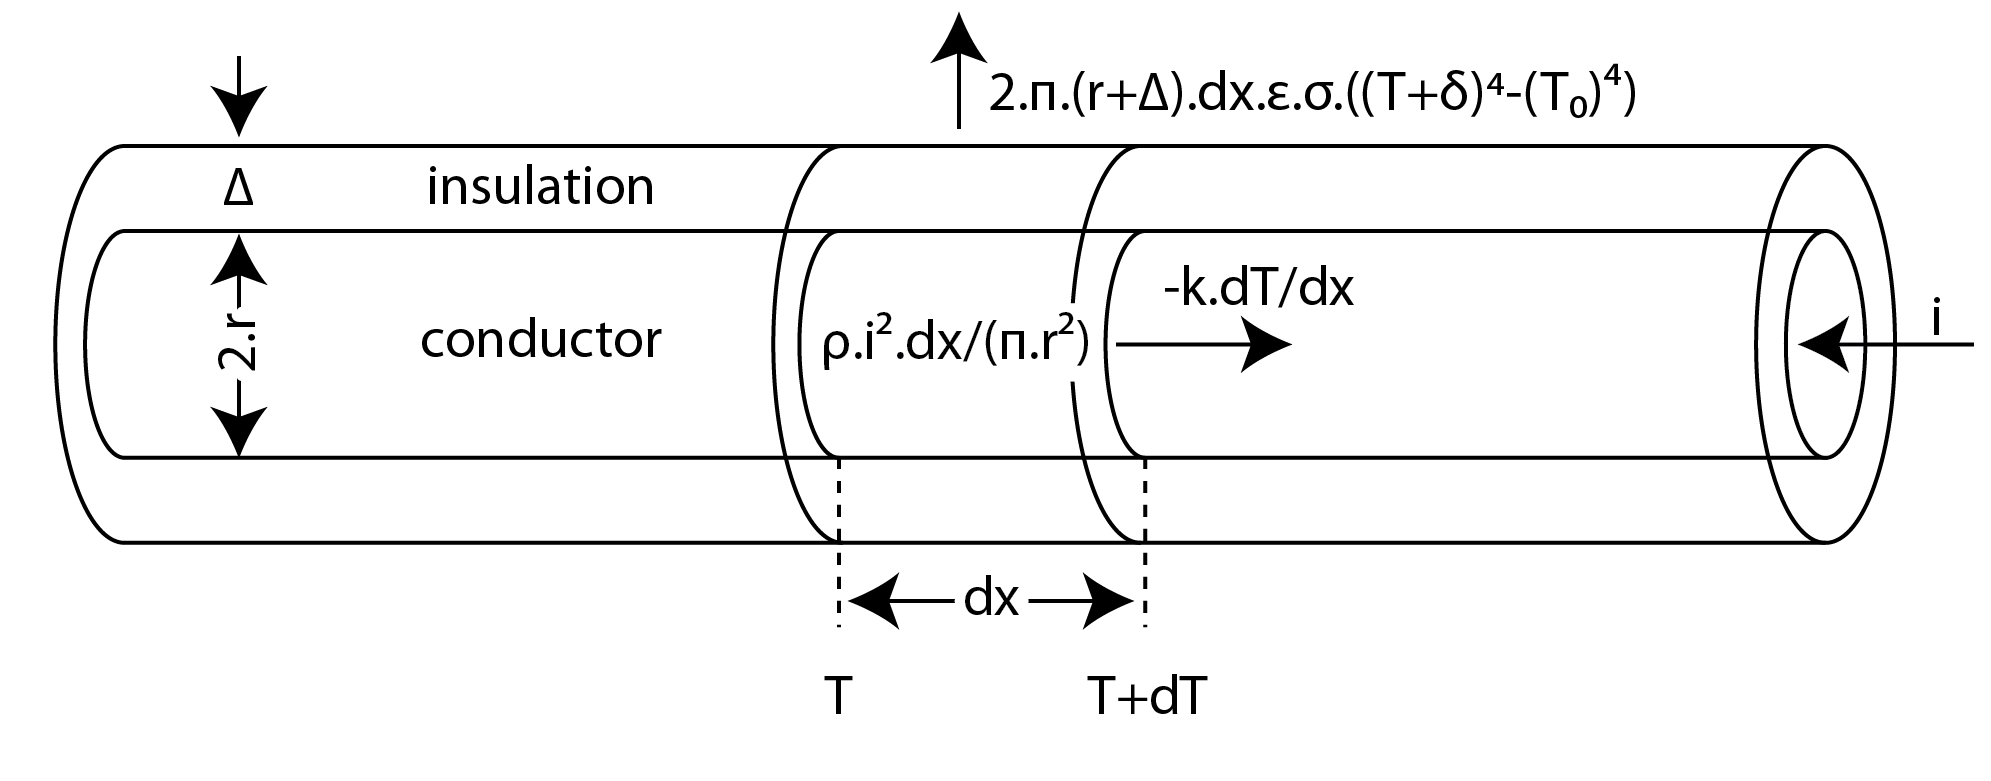 2.п.(r+Δ).dx.ε.σ.((T+δ)⁴-(T₀)⁴)
Δ
insulation
2.r
conductor
ρ.i².dx/(п.r²)
-k.dT/dx
i
dx
T
T+dT